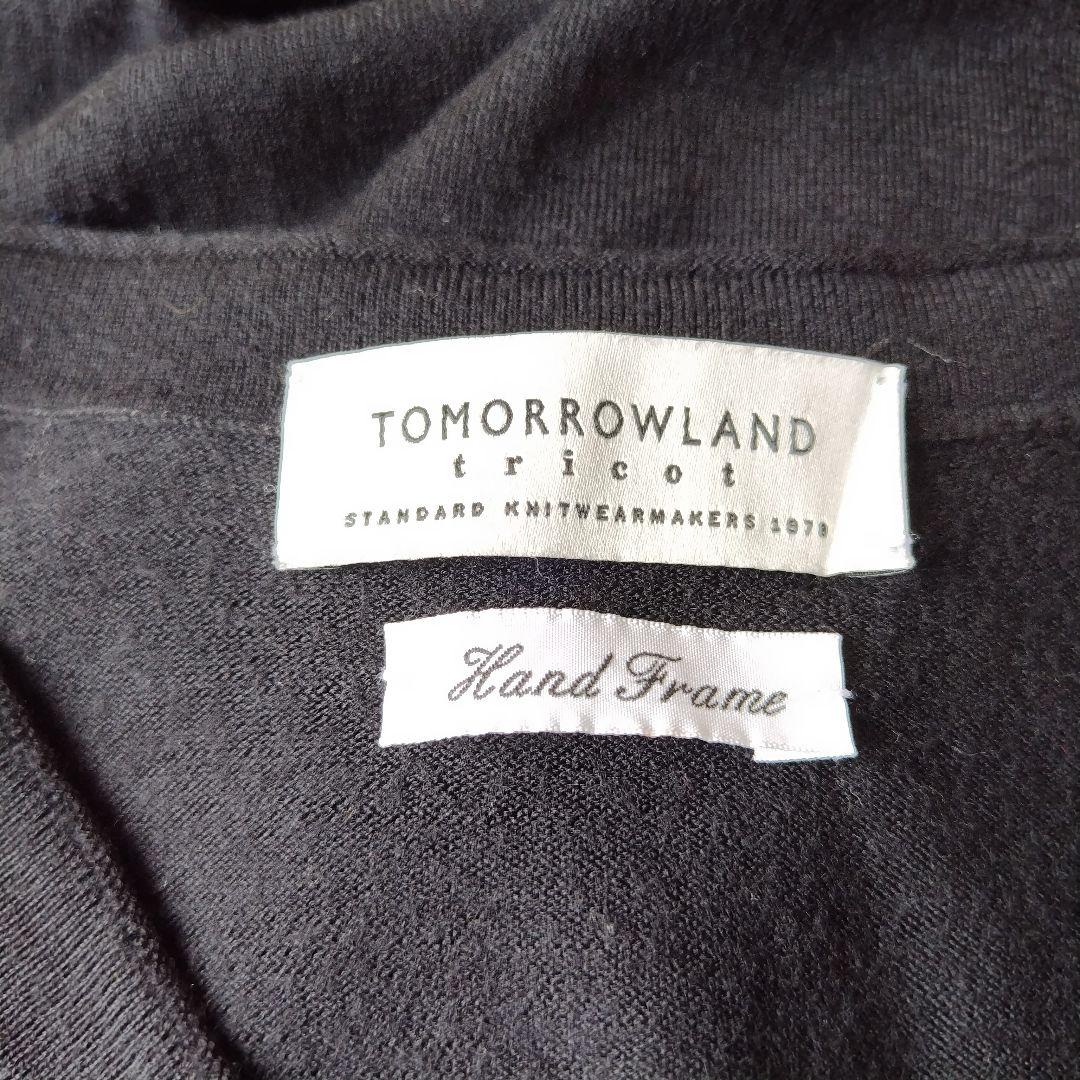 TOMORROWLAND
tricot
STANDARD KNITWEARMAKERS 1978
Hand Frame